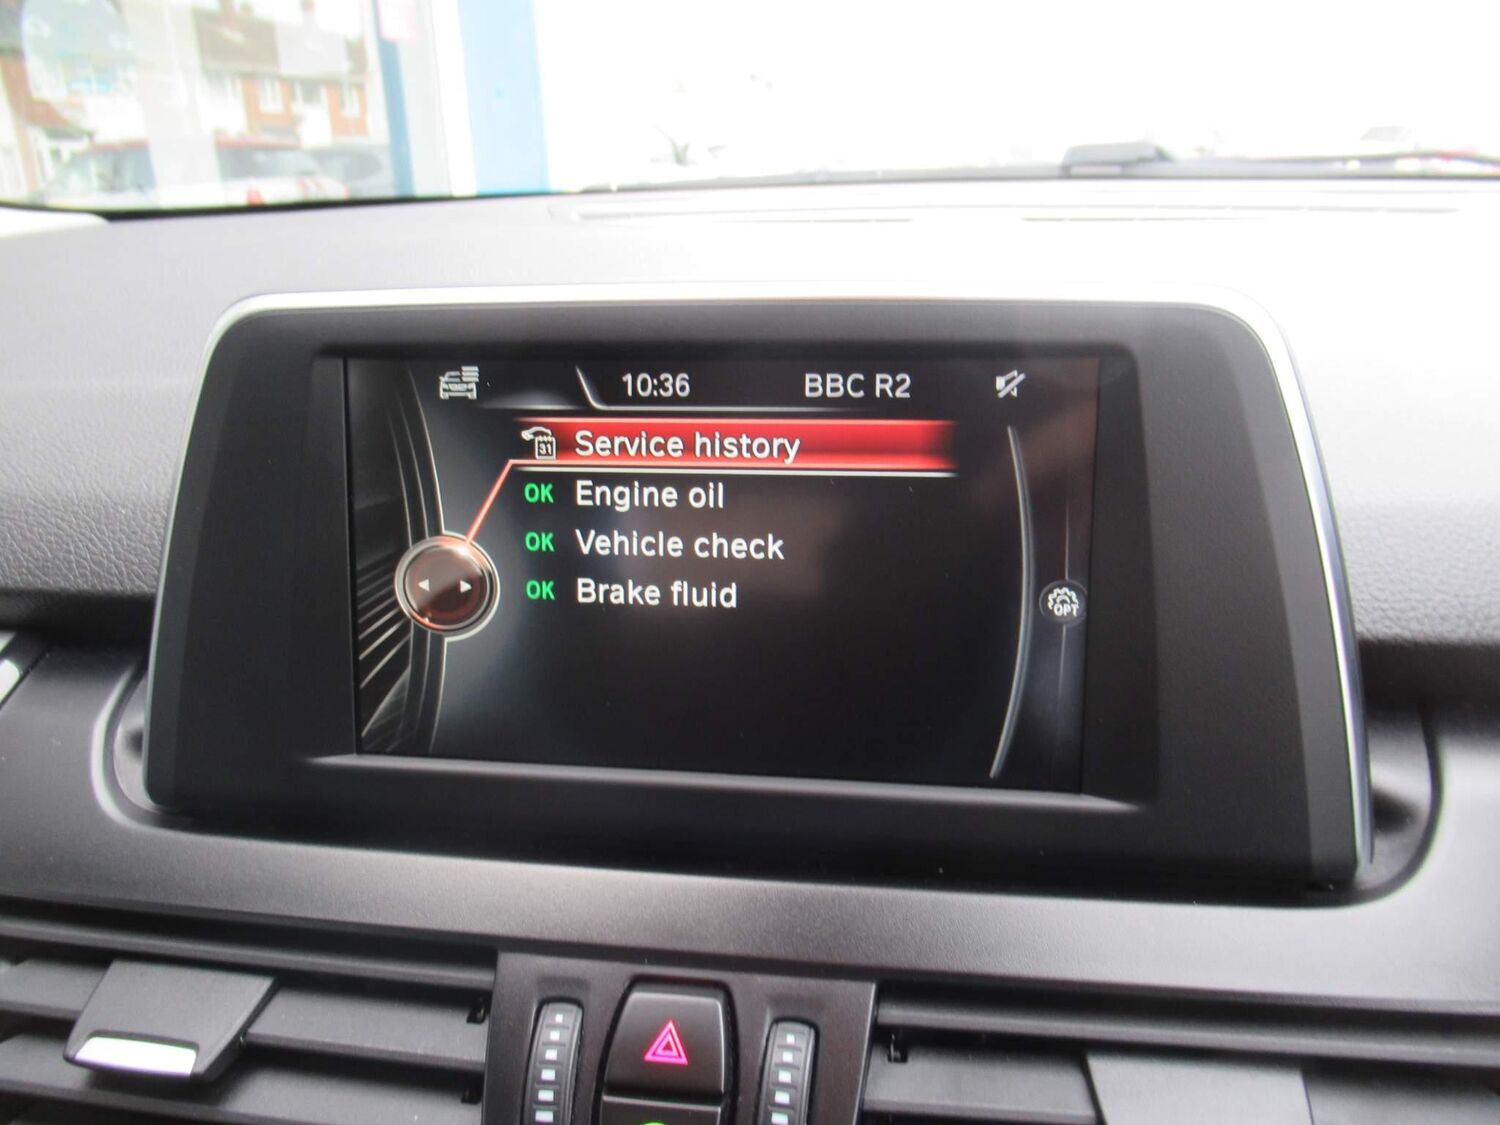 10:36 BBC R2
31 Service history
OK Engine oil
OK Vehicle check
OK Brake fluid
OPT